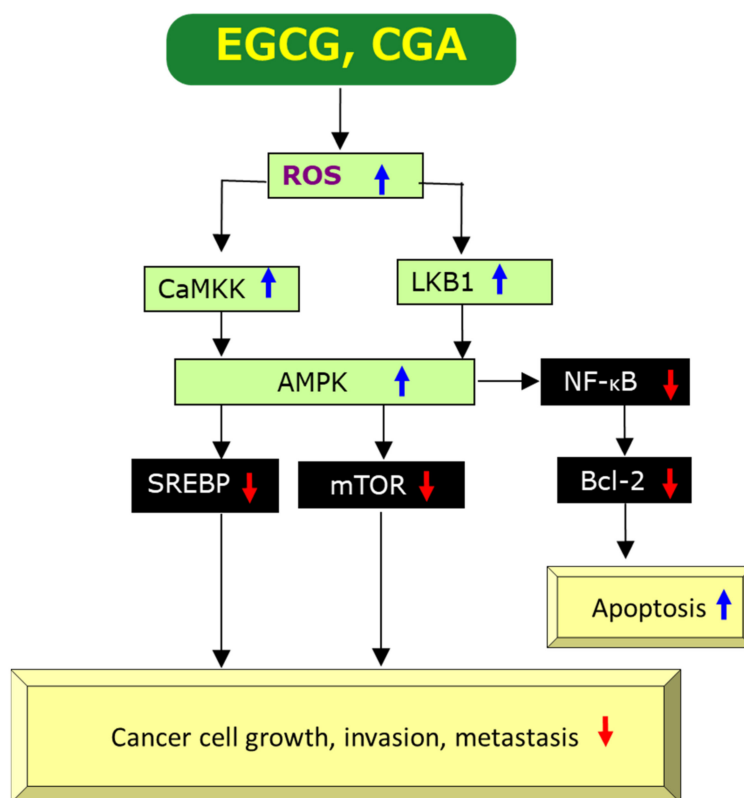 EGCG, CGA
ROS
CaMKK
LKB1
AMPK
NF-κB
SREBP
mTOR
Bcl-2
Apoptosis
Cancer cell growth, invasion, metastasis